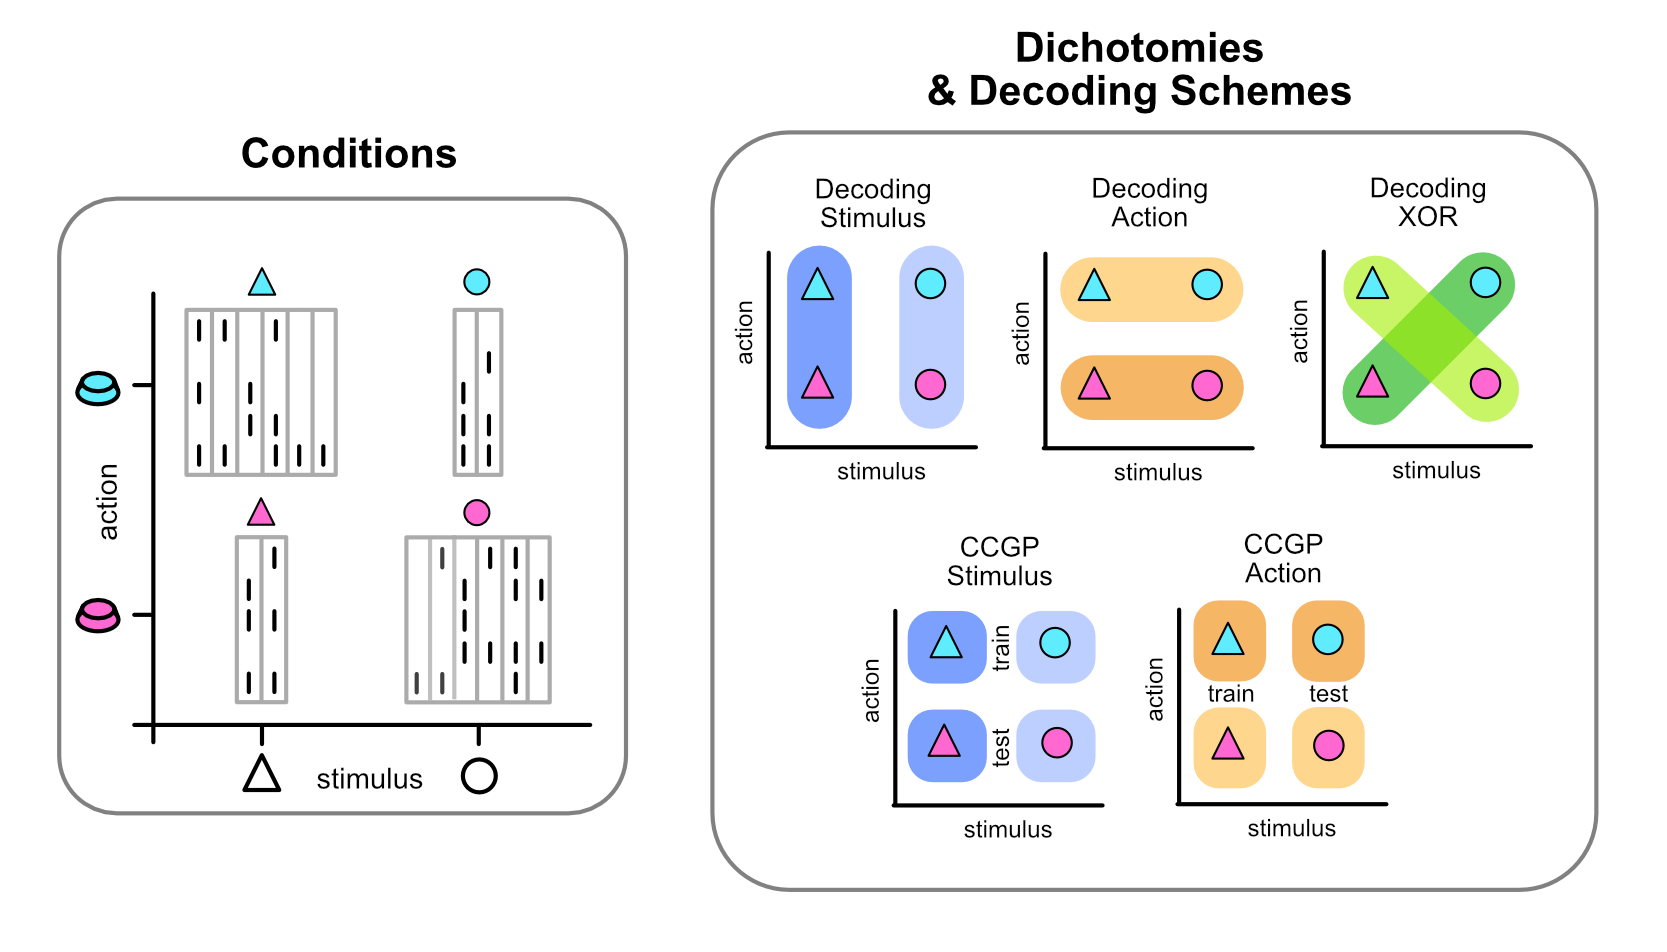 Conditions
action
stimulus
Dichotomies
& Decoding Schemes
Decoding
Stimulus
action
stimulus
Decoding
Action
action
stimulus
Decoding
XOR
action
stimulus
CCGP
Stimulus
action
train
test
stimulus
CCGP
Action
action
train
test
stimulus